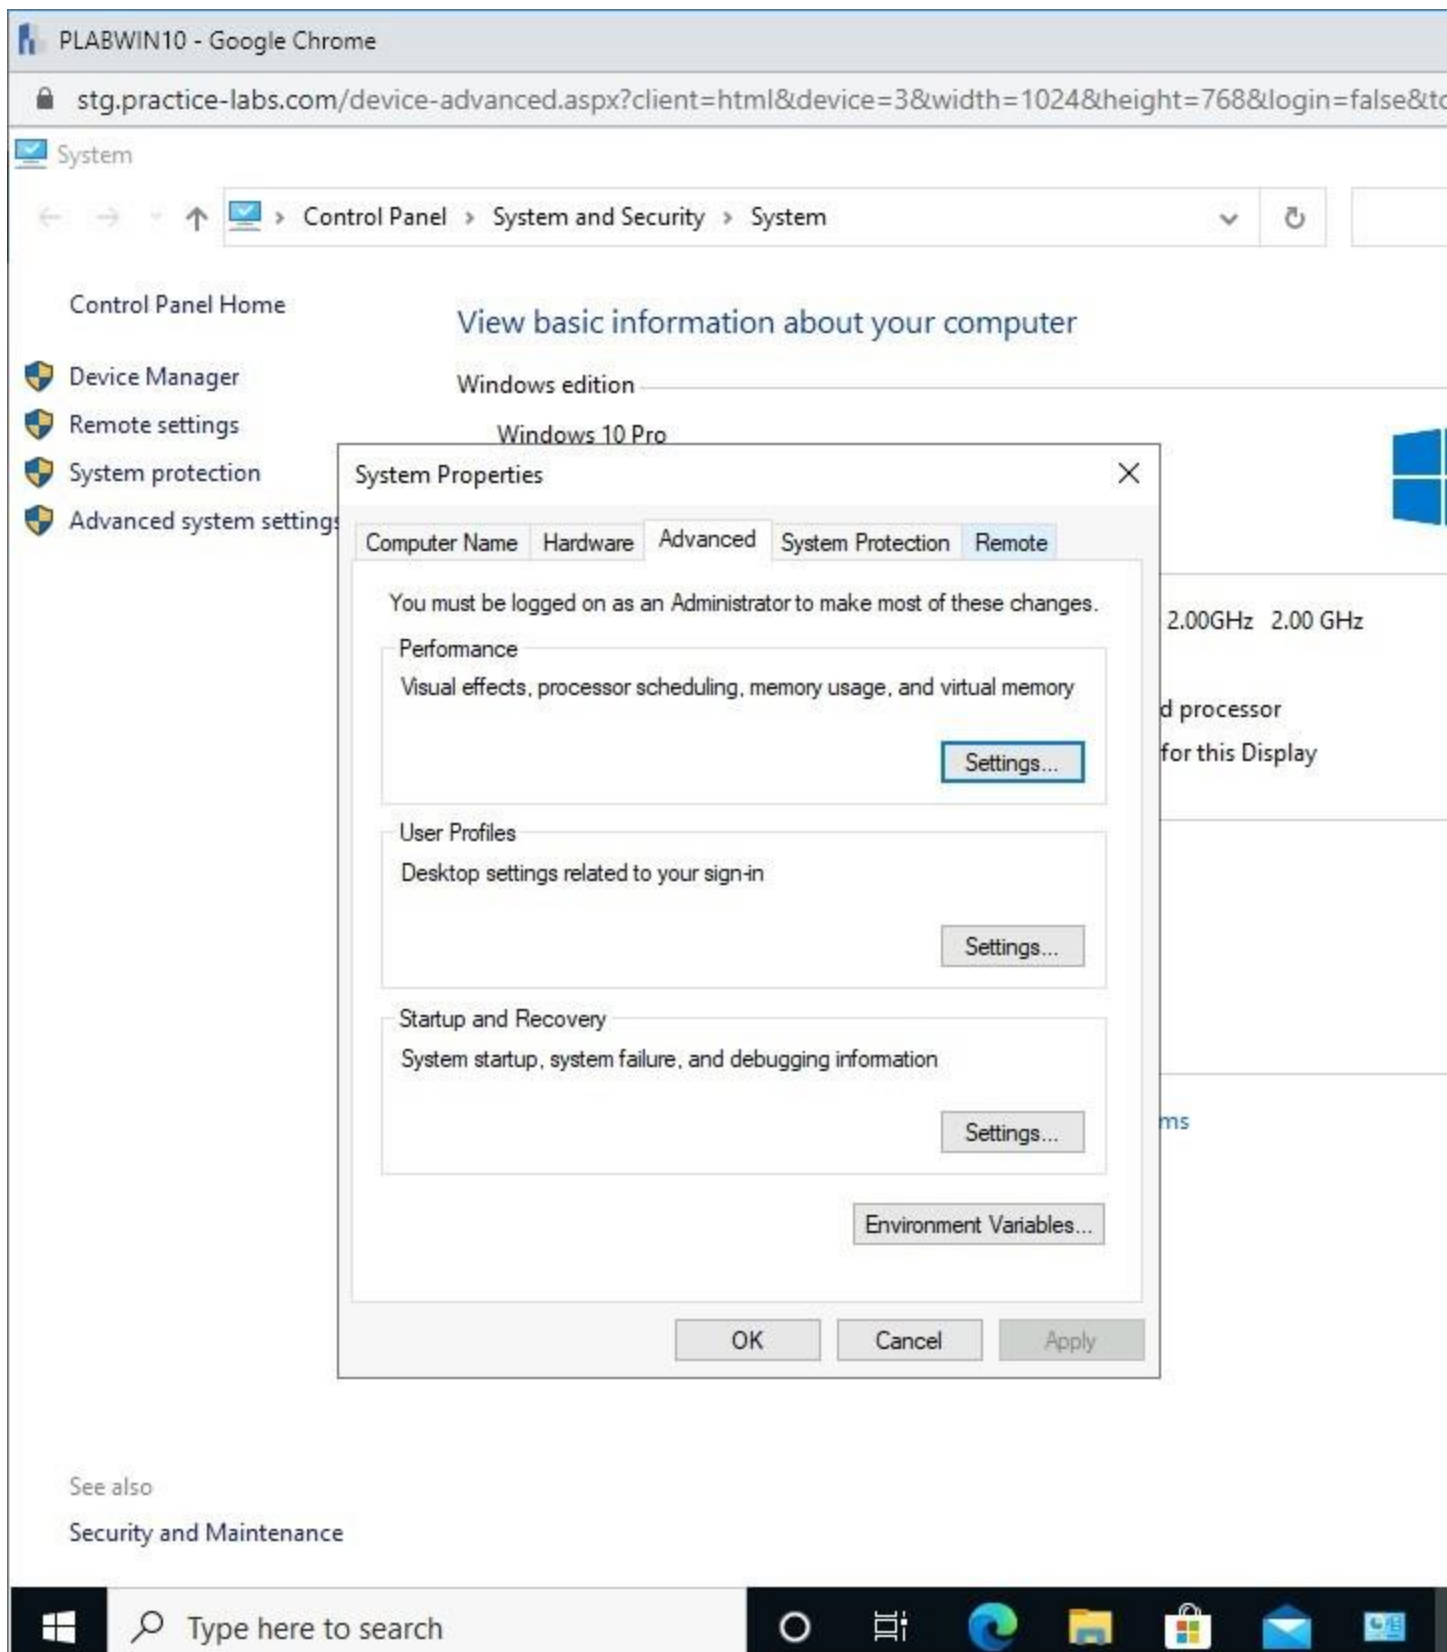 PLABWIN10 - Google Chrome
stg.practice-labs.com/device-advanced.aspx?client=html&device=3&width=1024&height=768&login=false&tc
System
Control Panel > System and Security > System
Control Panel Home
View basic information about your computer
Device Manager
Windows edition
Remote settings
Windows 10 Pro
System protection
Advanced system settings
System Properties
Computer Name Hardware Advanced System Protection Remote
You must be logged on as an Administrator to make most of these changes.
2.00GHz 2.00 GHz
Performance
Visual effects, processor scheduling, memory usage, and virtual memory
d processor
for this Display
Settings...
User Profiles
Desktop settings related to your sign-in
Settings...
Startup and Recovery
System startup, system failure, and debugging information
ms
Settings...
Environment Variables...
OK Cancel Apply
See also
Security and Maintenance
Type here to search